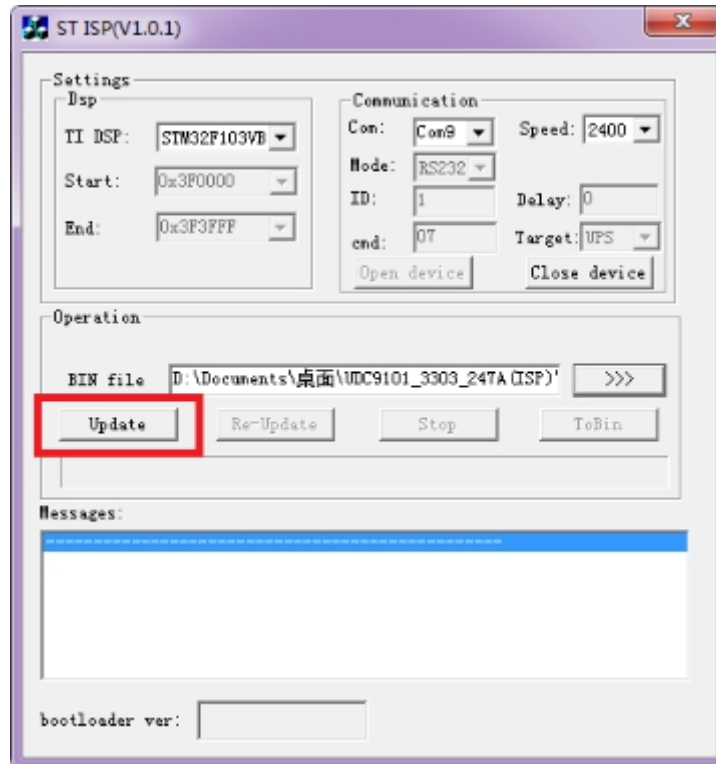 ST ISP(V1.0.1)
Settings
Dsp
TI DSP: STM32F103VB
Start: 0x3F0000
End: 0x3F3FFF
Communication
Com: Com9 Speed: 2400
Mode: RS232
ID: 1 Delay: 0
cmd: 07 Target: UPS
Open device Close device
Operation
BIN file D:\Documents\桌面\UDC9101_3303_247A(ISP)' >>>
Update Re-Update Stop ToBin
Messages:
===============================================
bootloader ver: